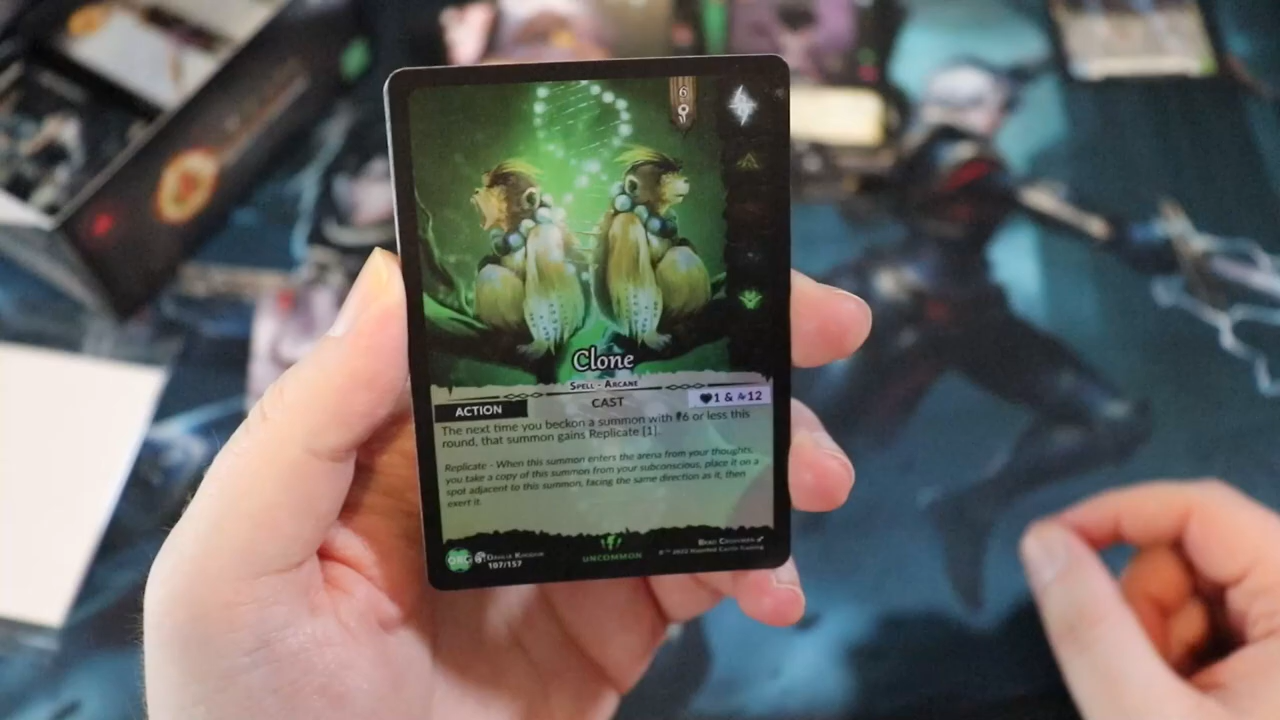 6
Clone
Spell - Arcane
ACTION CAST 1 & 12
The next time you beckon a summon with 6 or less this
round, that summon gains Replicate [1].
Replicate - When this summon enters the arena from your thoughts,
you take a copy of this summon from your subconscious, place it on a
spot adjacent to this summon, facing the same direction as it, then
exert it.
ORG
107/157
UNCOMMON